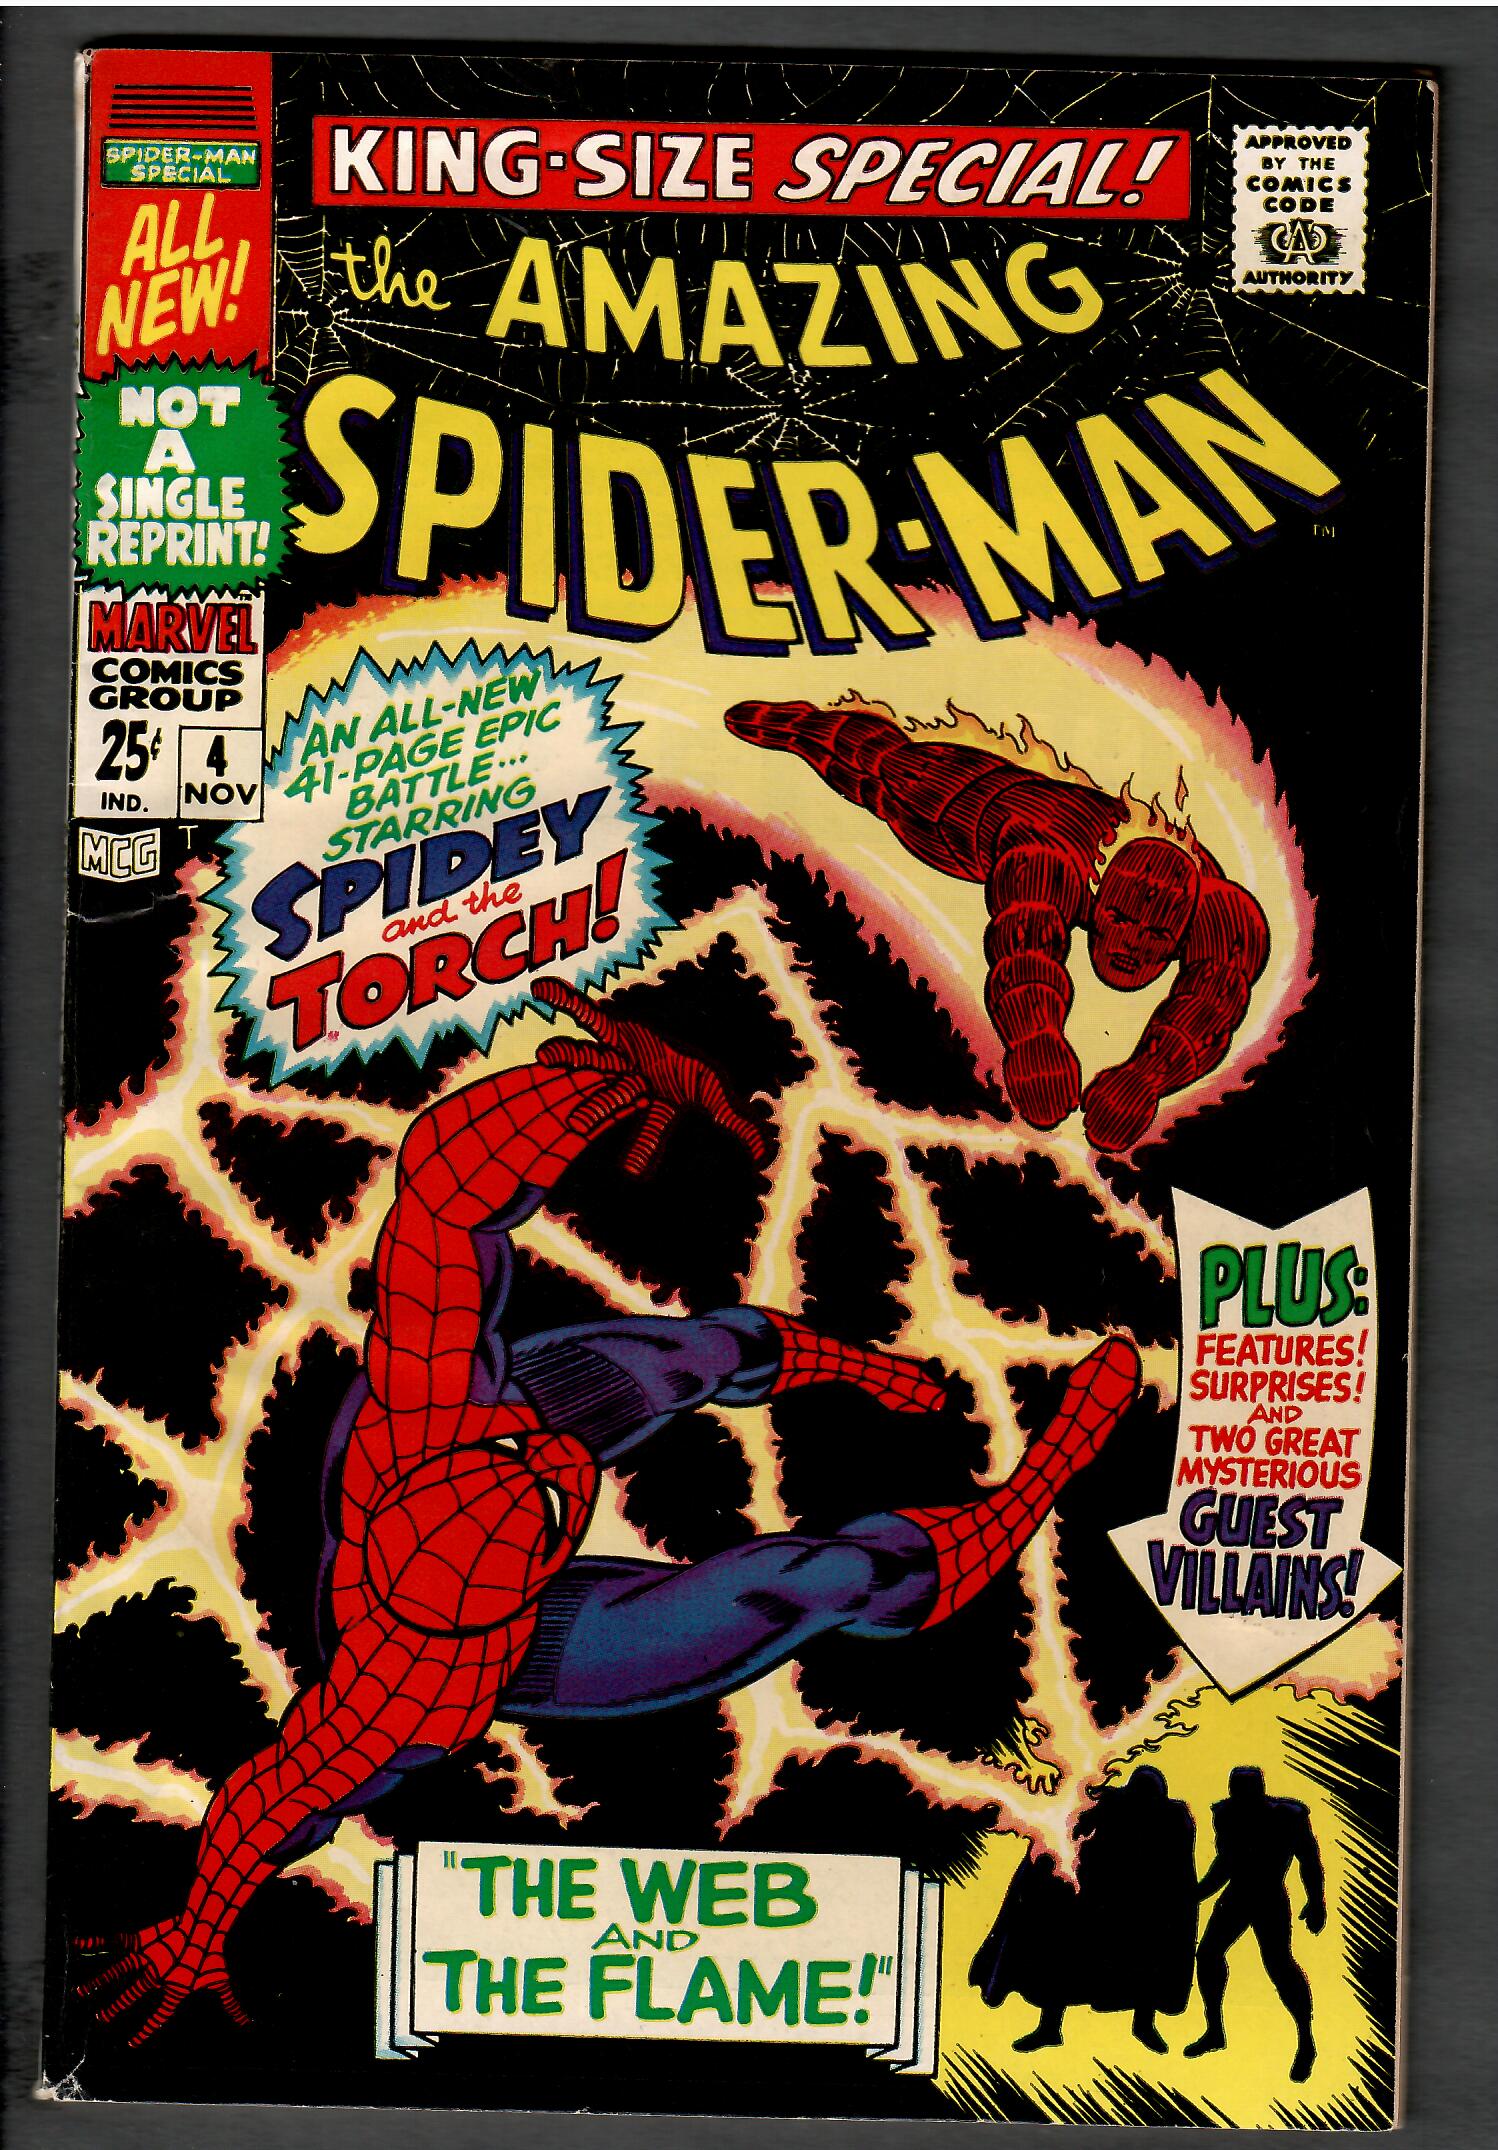 SPIDER-MAN
SPECIAL
ALL
NEW!
NOT
A
SINGLE
REPRINT!
MARVEL™
COMICS
GROUP
25¢
IND.
4
NOV
MCG
T
KING-SIZE SPECIAL!
the AMAZING
SPIDER-MAN
TM
APPROVED
BY THE
COMICS
CODE
CA
AUTHORITY
AN ALL-NEW
41-PAGE EPIC
BATTLE...
STARRING
SPIDEY
and the
TORCH!
PLUS:
FEATURES!
SURPRISES!
AND
TWO GREAT
MYSTERIOUS
GUEST
VILLAINS!
"THE WEB
AND
THE FLAME!"